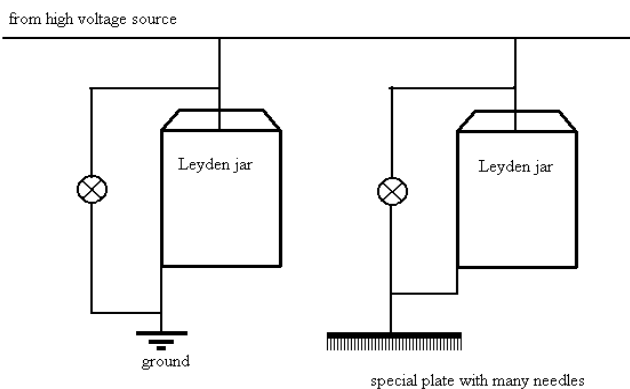 from high voltage source
Leyden jar
Leyden jar
ground
special plate with many needles